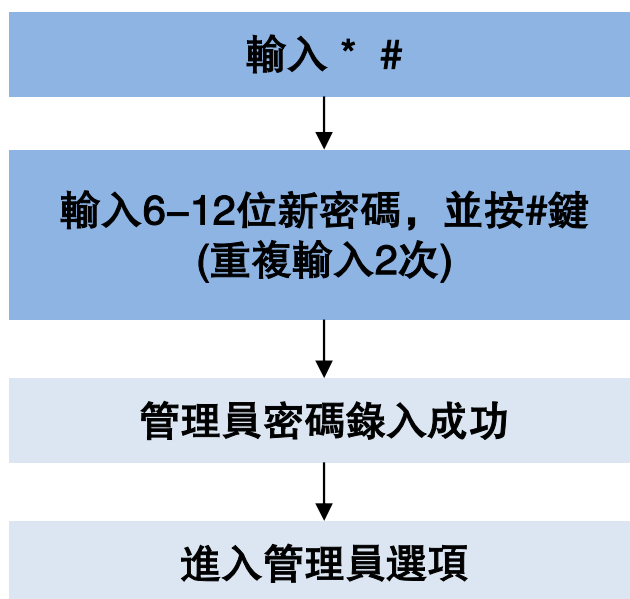 輸入 * #
輸入6–12位新密碼，並按#鍵
(重複輸入2次)
管理員密碼錄入成功
進入管理員選項